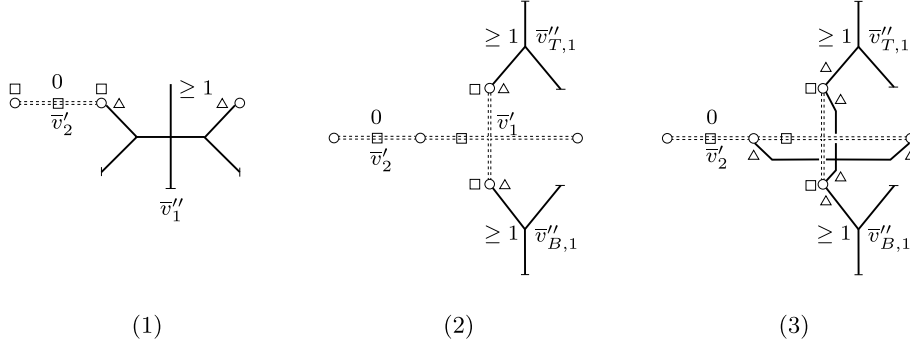 ≥ 1 v̅″_{T,1}
≥ 1 v̅″_{T,1}
0 ≥ 1
v̅′_2
v̅″_1
0 v̅′_1
v̅′_2
0
v̅′_2
≥ 1 v̅″_{B,1}
≥ 1 v̅″_{B,1}
(1) (2) (3)